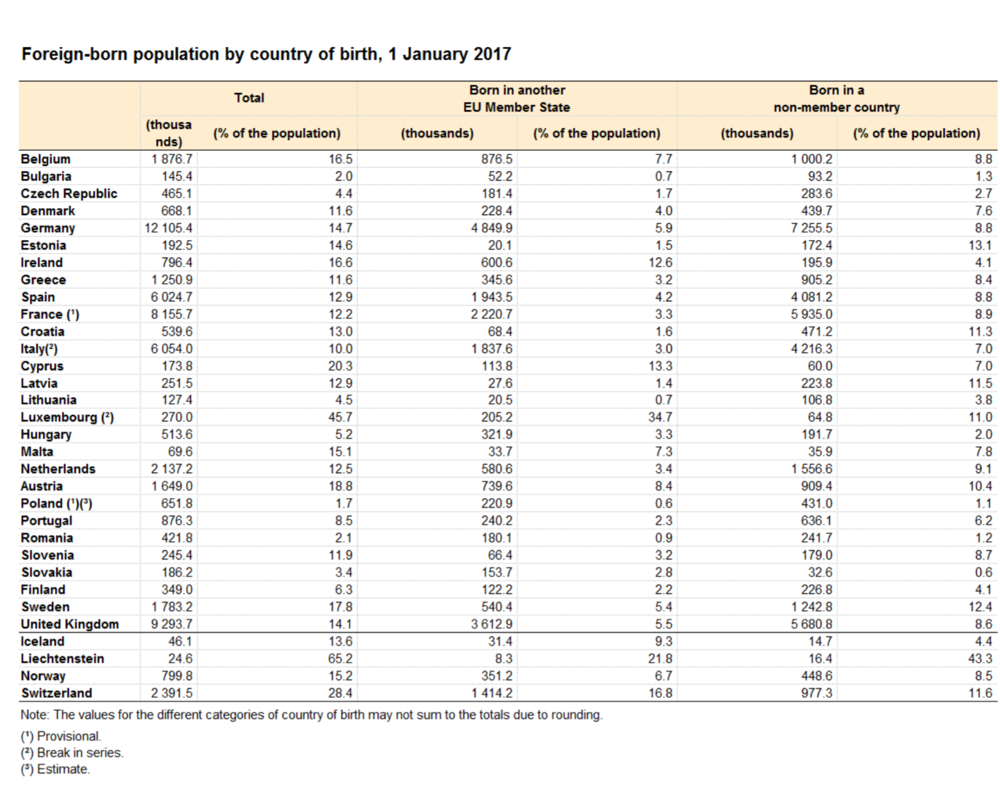 Foreign-born population by country of birth, 1 January 2017
Total Born in another EU Member State Born in a non-member country
(thousa nds) (% of the population) (thousands) (% of the population) (thousands) (% of the population)
Belgium 1 876.7 16.5 876.5 7.7 1 000.2 8.8
Bulgaria 145.4 2.0 52.2 0.7 93.2 1.3
Czech Republic 465.1 4.4 181.4 1.7 283.6 2.7
Denmark 668.1 11.6 228.4 4.0 439.7 7.6
Germany 12 105.4 14.7 4 849.9 5.9 7 255.5 8.8
Estonia 192.5 14.6 20.1 1.5 172.4 13.1
Ireland 796.4 16.6 600.6 12.6 195.9 4.1
Greece 1 250.9 11.6 345.6 3.2 905.2 8.4
Spain 6 024.7 12.9 1 943.5 4.2 4 081.2 8.8
France (¹) 8 155.7 12.2 2 220.7 3.3 5 935.0 8.9
Croatia 539.6 13.0 68.4 1.6 471.2 11.3
Italy(²) 6 054.0 10.0 1 837.6 3.0 4 216.3 7.0
Cyprus 173.8 20.3 113.8 13.3 60.0 7.0
Latvia 251.5 12.9 27.6 1.4 223.8 11.5
Lithuania 127.4 4.5 20.5 0.7 106.8 3.8
Luxembourg (²) 270.0 45.7 205.2 34.7 64.8 11.0
Hungary 513.6 5.2 321.9 3.3 191.7 2.0
Malta 69.6 15.1 33.7 7.3 35.9 7.8
Netherlands 2 137.2 12.5 580.6 3.4 1 556.6 9.1
Austria 1 649.0 18.8 739.6 8.4 909.4 10.4
Poland (¹)(³) 651.8 1.7 220.9 0.6 431.0 1.1
Portugal 876.3 8.5 240.2 2.3 636.1 6.2
Romania 421.8 2.1 180.1 0.9 241.7 1.2
Slovenia 245.4 11.9 66.4 3.2 179.0 8.7
Slovakia 186.2 3.4 153.7 2.8 32.6 0.6
Finland 349.0 6.3 122.2 2.2 226.8 4.1
Sweden 1 783.2 17.8 540.4 5.4 1 242.8 12.4
United Kingdom 9 293.7 14.1 3 612.9 5.5 5 680.8 8.6
Iceland 46.1 13.6 31.4 9.3 14.7 4.4
Liechtenstein 24.6 65.2 8.3 21.8 16.4 43.3
Norway 799.8 15.2 351.2 6.7 448.6 8.5
Switzerland 2 391.5 28.4 1 414.2 16.8 977.3 11.6
Note: The values for the different categories of country of birth may not sum to the totals due to rounding.
(¹) Provisional.
(²) Break in series.
(³) Estimate.